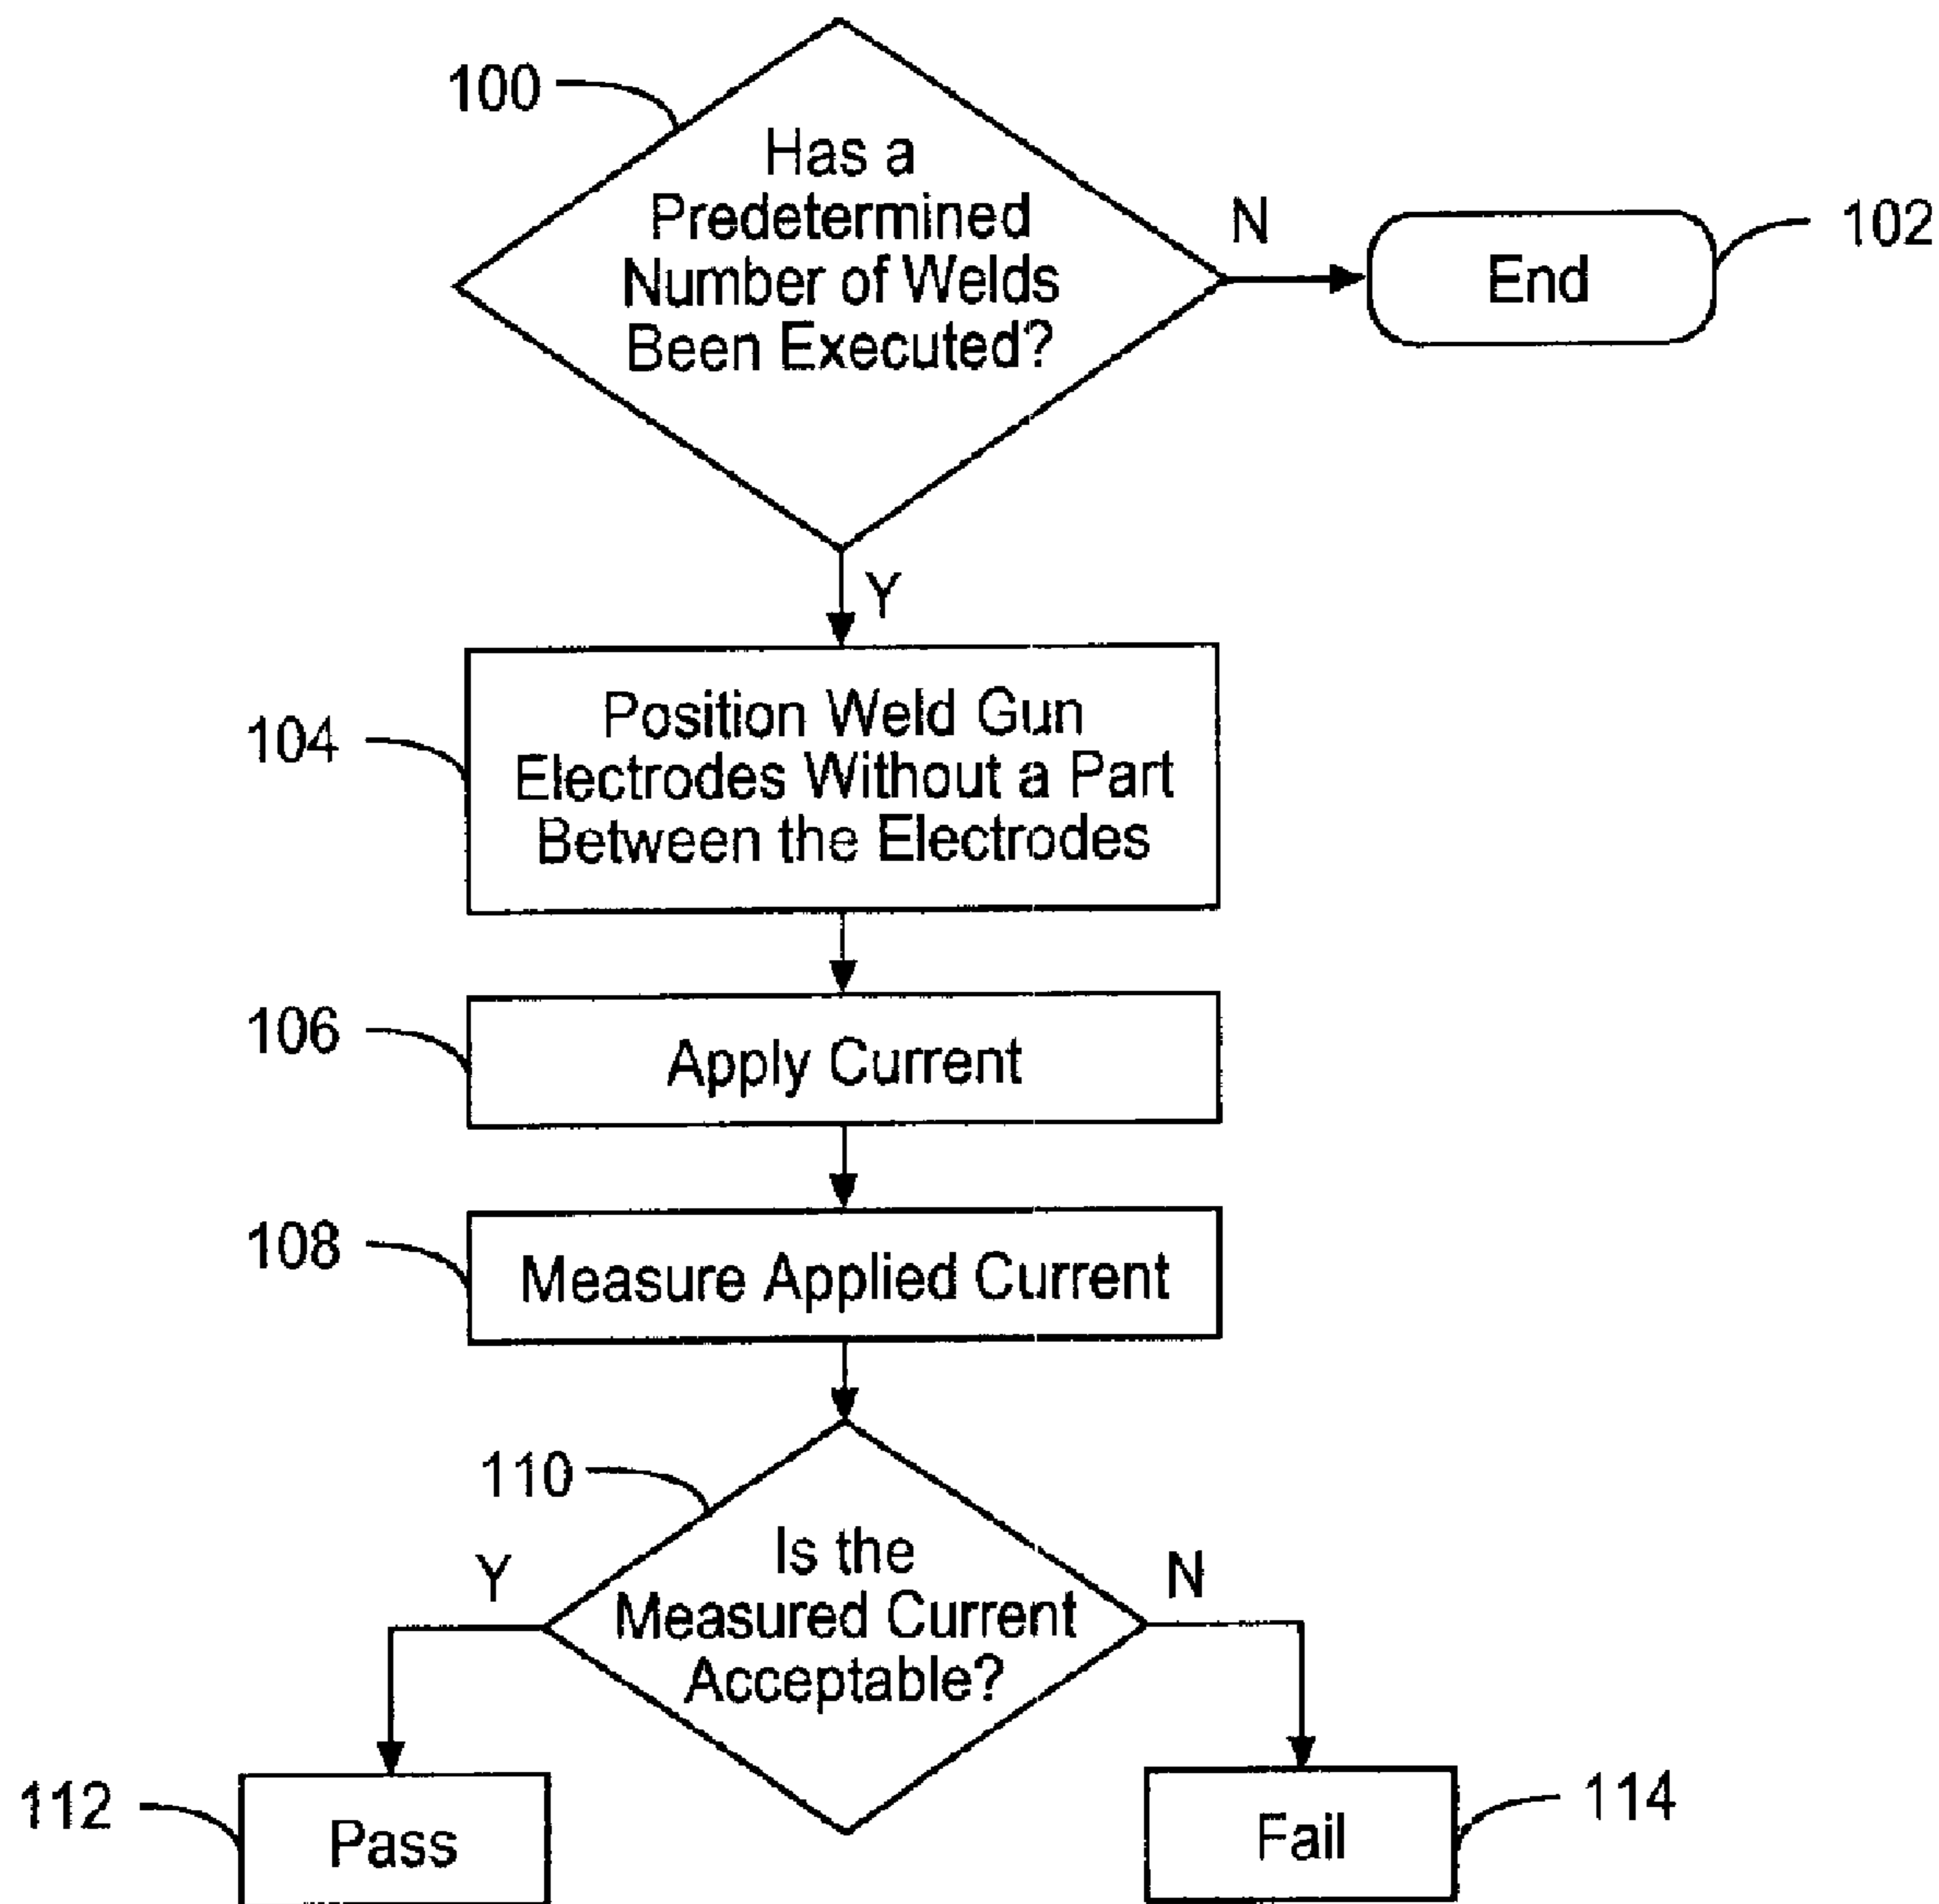 100
Has a
Predetermined
Number of Welds
Been Executed?
N
End
102
Y
104
Position Weld Gun
Electrodes Without a Part
Between the Electrodes
106
Apply Current
108
Measure Applied Current
110
Is the
Measured Current
Acceptable?
Y
N
112
Pass
Fail
114